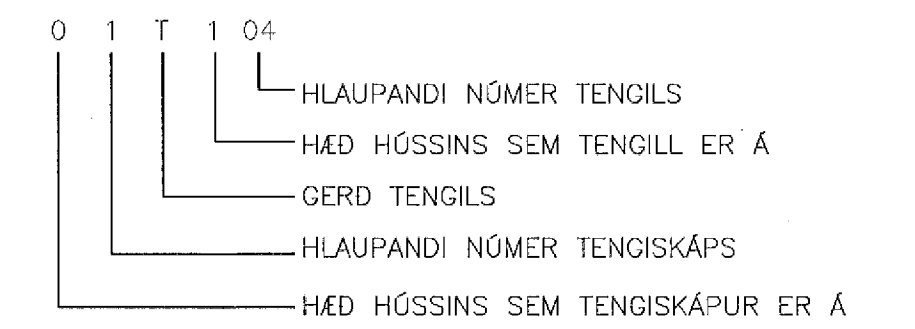 0 1 T 1 04
HLAUPANDI NÚMER TENGILS
HÆÐ HÚSSINS SEM TENGILL ER Á
GERÐ TENGILS
HLAUPANDI NÚMER TENGISKÁPS
HÆÐ HÚSSINS SEM TENGISKÁPUR ER Á